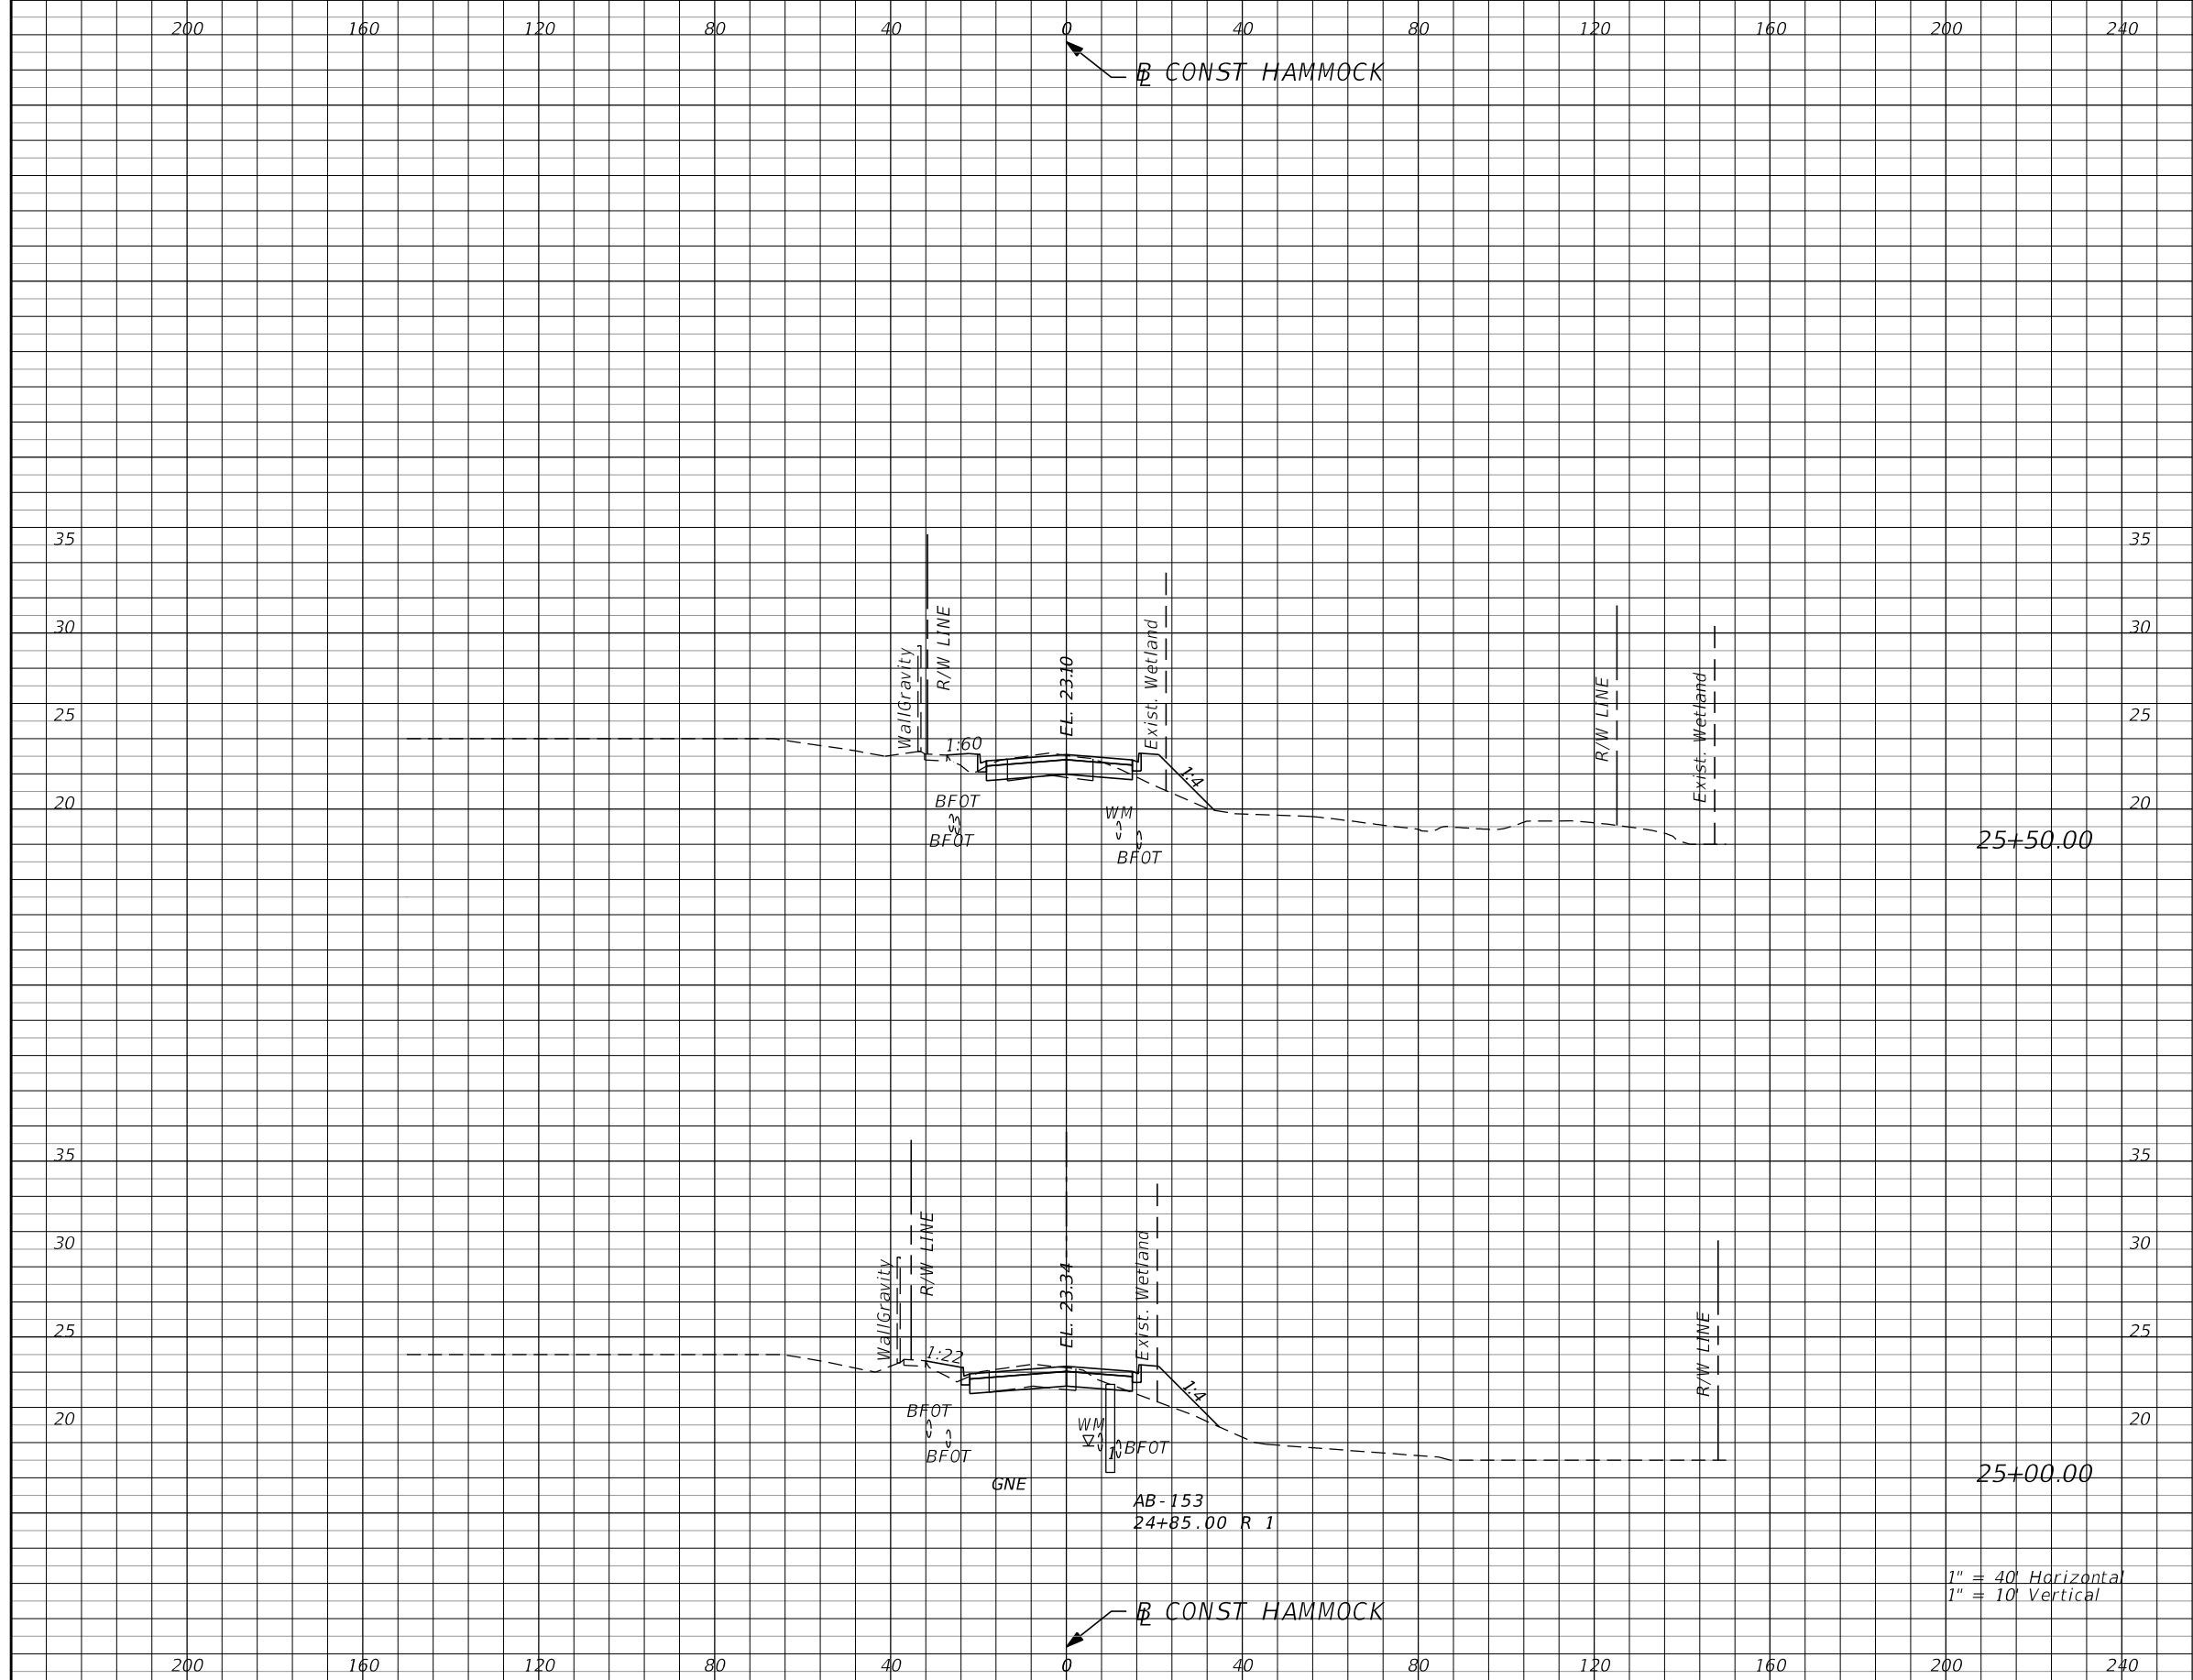 200 160 120 80 40 0 40 80 120 160 200 240
BL CONST HAMMOCK
35 35
R/W LINE
30 30
WallGravity
Exist. Wetland
EL. 23.10
R/W LINE
Exist. Wetland
25 25
1:60
1:4
20 20
BFOT
WM
BFOT
BFOT
25+50.00
35 35
R/W LINE
30 30
WallGravity
Exist. Wetland
EL. 23.34
R/W LINE
25 25
1:22
1:4
20 20
BFOT
WM
BFOT
1
BFOT
GNE
25+00.00
AB-153
24+85.00 R 1
1" = 40' Horizontal
1" = 10' Vertical
BL CONST HAMMOCK
200 160 120 80 40 0 40 80 120 160 200 240